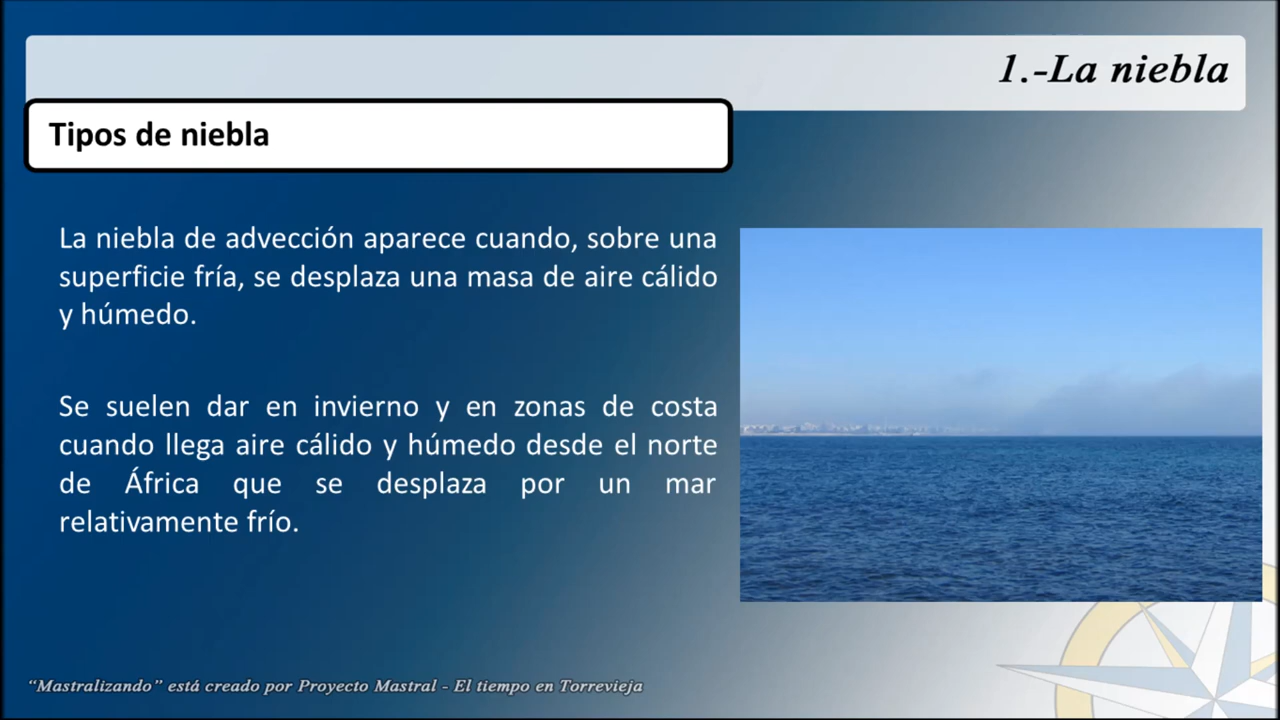 1.-La niebla
Tipos de niebla
La niebla de advección aparece cuando, sobre una
superficie fría, se desplaza una masa de aire cálido
y húmedo.
Se suelen dar en invierno y en zonas de costa
cuando llega aire cálido y húmedo desde el norte
de África que se desplaza por un mar
relativamente frío.
“Mastralizando” está creado por Proyecto Mastral - El tiempo en Torrevieja